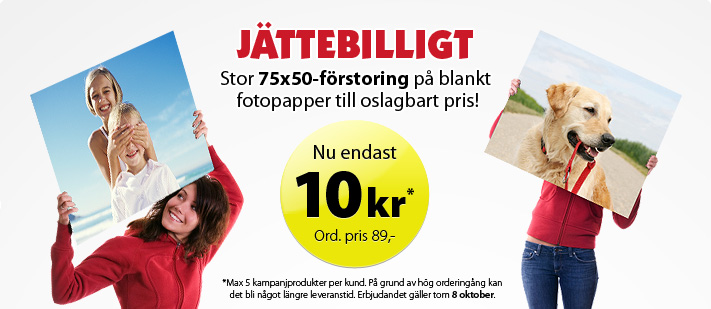 JÄTTEBILLIGT
Stor 75x50-förstoring på blankt
fotopapper till oslagbart pris!
Nu endast
10kr*
Ord. pris 89,-
*Max 5 kampanjprodukter per kund. På grund av hög orderingång kan
det bli något längre leveranstid. Erbjudandet gäller tom 8 oktober.